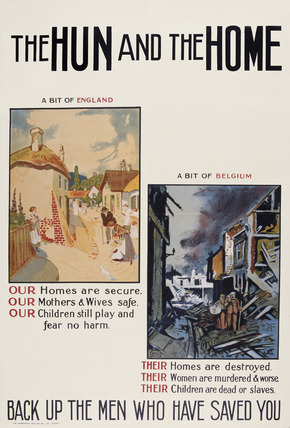 THE HUN AND THE HOME
A BIT OF ENGLAND
OUR Homes are secure.
OUR Mothers & Wives safe.
OUR Children still play and
fear no harm.
A BIT OF BELGIUM
THEIR Homes are destroyed.
THEIR Women are murdered & worse
THEIR Children are dead or slaves.
BACK UP THE MEN WHO HAVE SAVED YOU